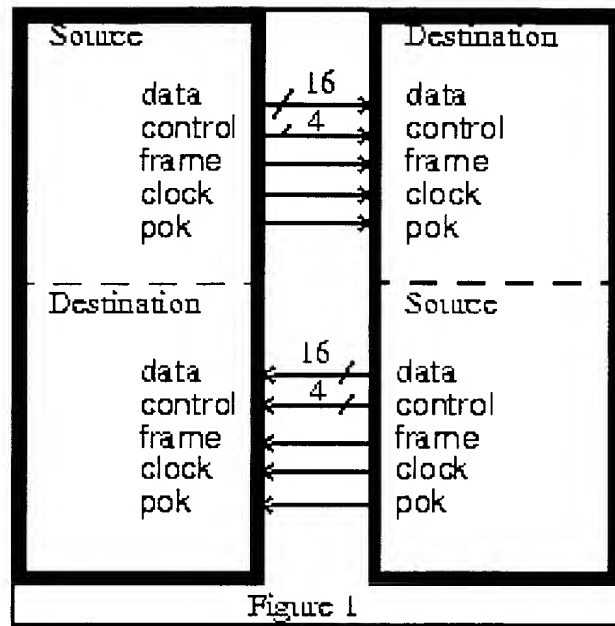 Source Destination
data 16 data
control 4 control
frame frame
clock clock
pok pok
Destination Source
data 16 data
control 4 control
frame frame
clock clock
pok pok
Figure 1